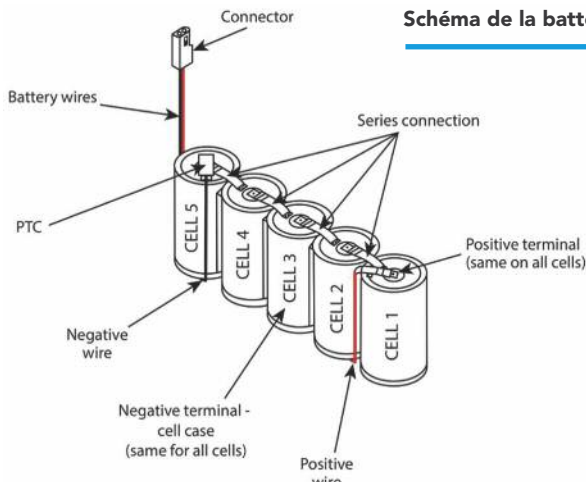 Schéma de la batt
Connector
Battery wires
Series connection
PTC
CELL 5
CELL 4
CELL 3
CELL 2
CELL 1
Positive terminal
(same on all cells)
Negative
wire
Negative terminal -
cell case
(same for all cells)
Positive
wire